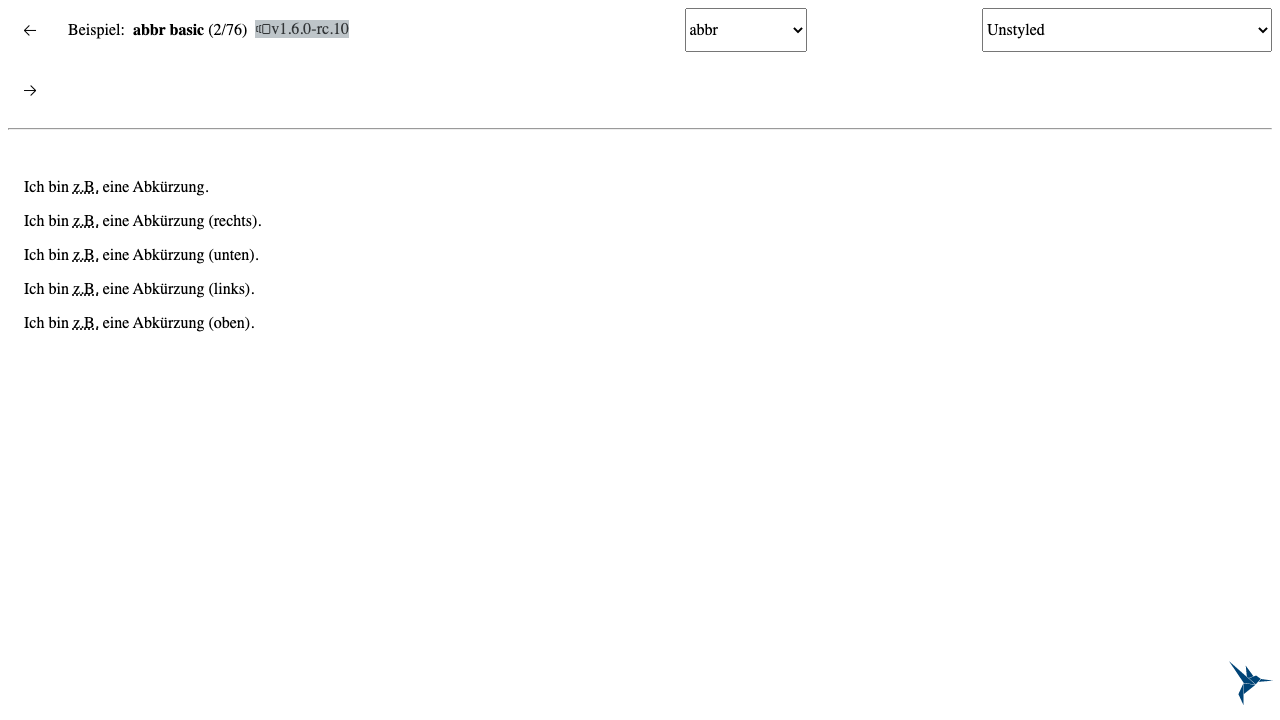 ← Beispiel: abbr basic (2/76) v1.6.0-rc.10 abbr Unstyled
→
Ich bin z.B. eine Abkürzung.
Ich bin z.B. eine Abkürzung (rechts).
Ich bin z.B. eine Abkürzung (unten).
Ich bin z.B. eine Abkürzung (links).
Ich bin z.B. eine Abkürzung (oben).